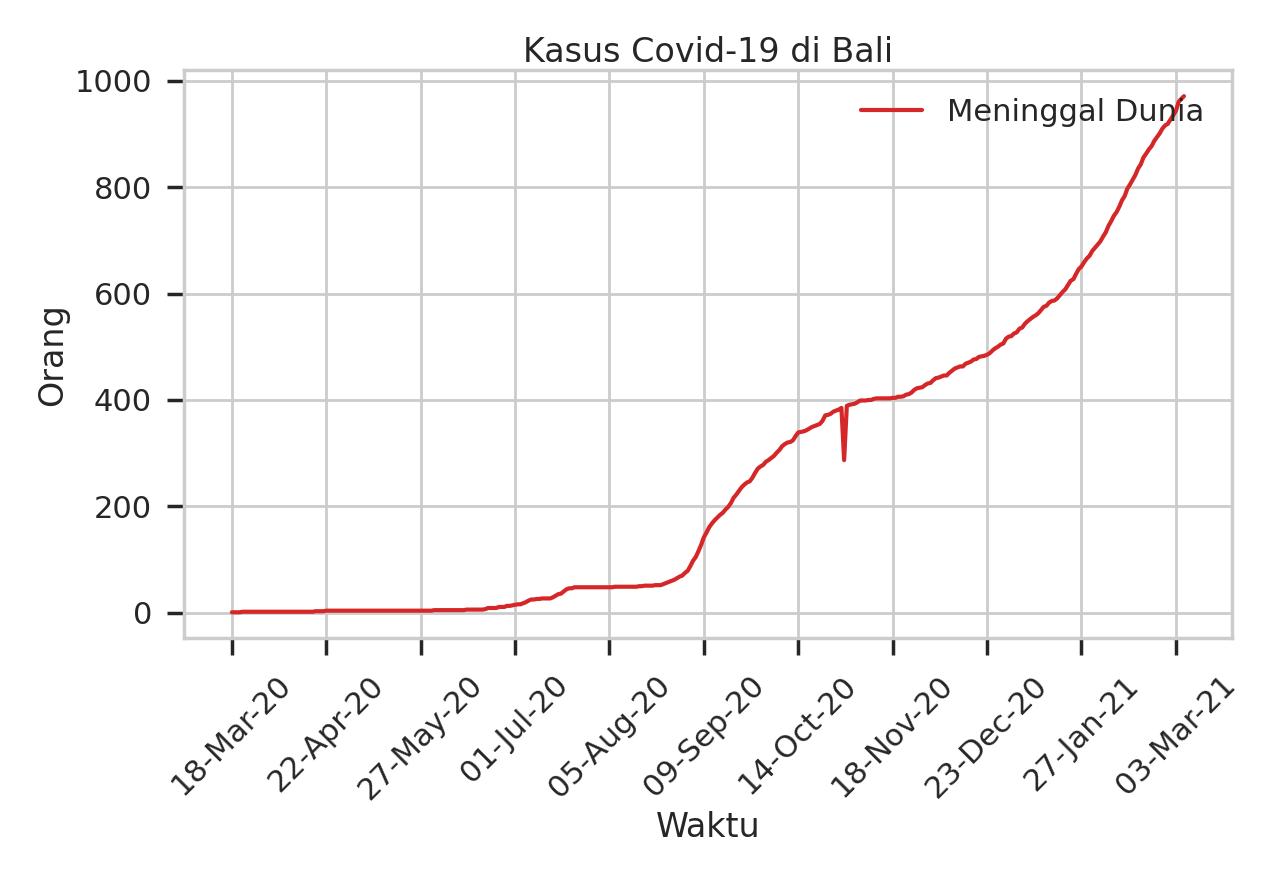 Kasus Covid-19 di Bali
Meninggal Dunia
Orang
1000
800
600
400
200
0
18-Mar-20
22-Apr-20
27-May-20
01-Jul-20
05-Aug-20
09-Sep-20
14-Oct-20
18-Nov-20
23-Dec-20
27-Jan-21
03-Mar-21
Waktu